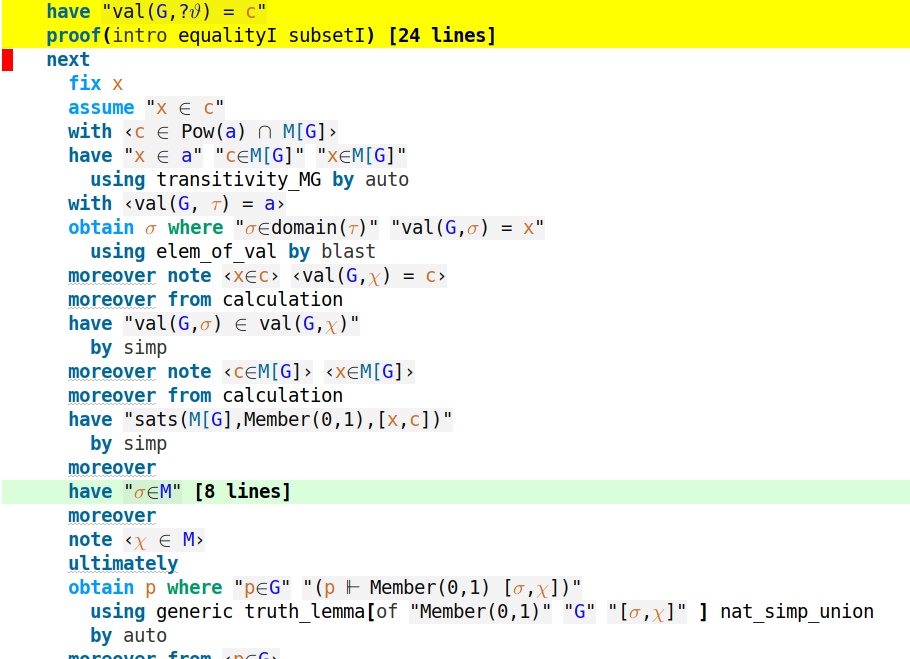 have "val(G,?ϑ) = c"
proof(intro equalityI subsetI) [24 lines]
next
fix x
assume "x ∈ c"
with ‹c ∈ Pow(a) ∩ M[G]›
have "x ∈ a" "c∈M[G]" "x∈M[G]"
using transitivity_MG by auto
with ‹val(G, τ) = a›
obtain σ where "σ∈domain(τ)" "val(G,σ) = x"
using elem_of_val by blast
moreover note ‹x∈c› ‹val(G,χ) = c›
moreover from calculation
have "val(G,σ) ∈ val(G,χ)"
by simp
moreover note ‹c∈M[G]› ‹x∈M[G]›
moreover from calculation
have "sats(M[G],Member(0,1),[x,c])"
by simp
moreover
have "σ∈M" [8 lines]
moreover
note ‹χ ∈ M›
ultimately
obtain p where "p∈G" "(p ⊩ Member(0,1) [σ,χ])"
using generic truth_lemma[of "Member(0,1)" "G" "[σ,χ]" ] nat_simp_union
by auto
moreover from ‹p∈G›